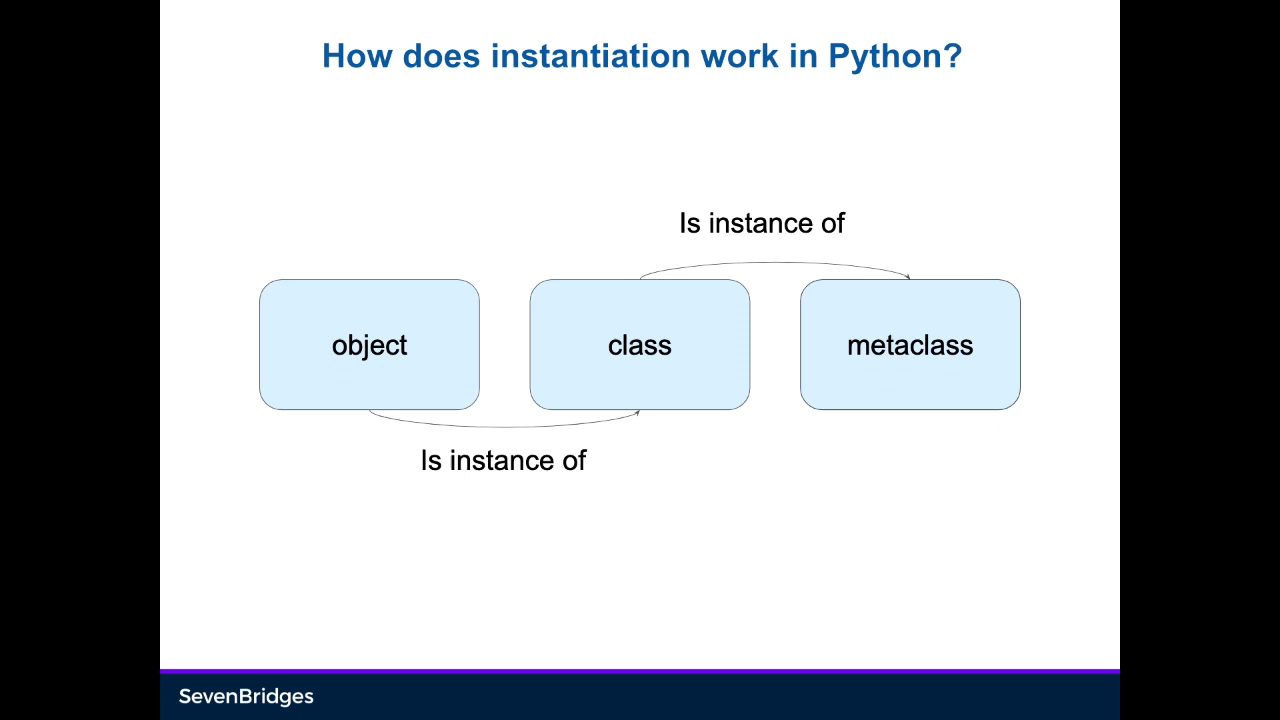 How does instantiation work in Python?
Is instance of
object
class
metaclass
Is instance of
SevenBridges